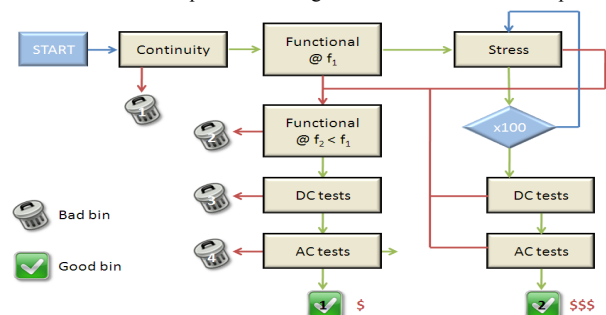 START
Continuity
Functional
@ f₁
Stress
Functional
@ f₂ < f₁
x100
DC tests
DC tests
Bad bin
AC tests
4
AC tests
Good bin
1 $
2 $$$